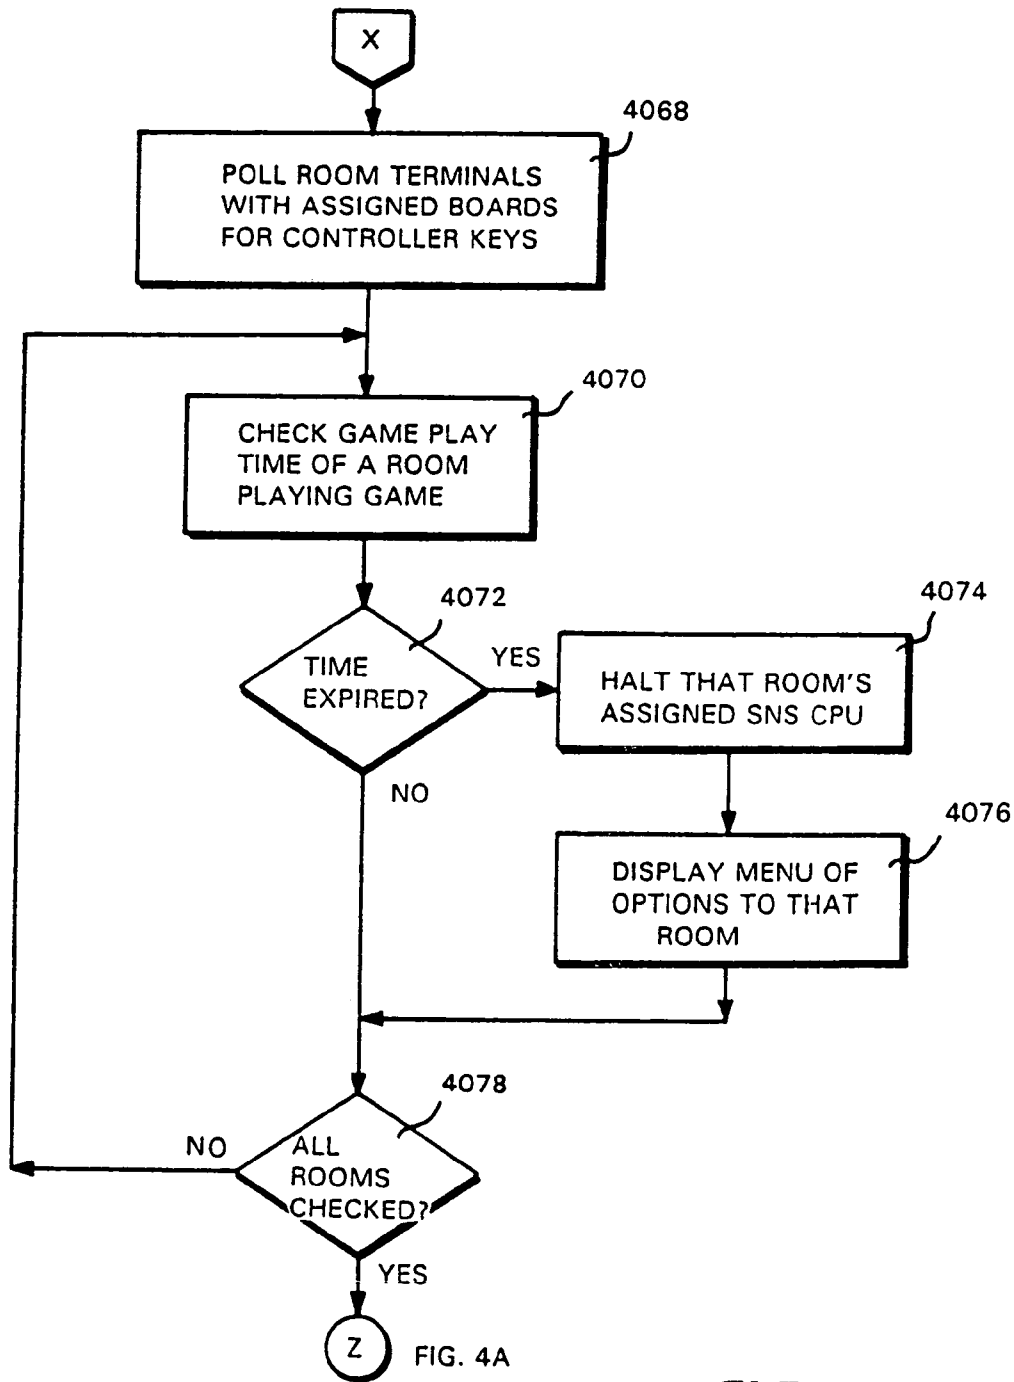 X
4068
POLL ROOM TERMINALS
WITH ASSIGNED BOARDS
FOR CONTROLLER KEYS
4070
CHECK GAME PLAY
TIME OF A ROOM
PLAYING GAME
4072
TIME
EXPIRED?
YES
NO
4074
HALT THAT ROOM'S
ASSIGNED SNS CPU
4076
DISPLAY MENU OF
OPTIONS TO THAT
ROOM
4078
ALL
ROOMS
CHECKED?
NO
YES
Z
FIG. 4A